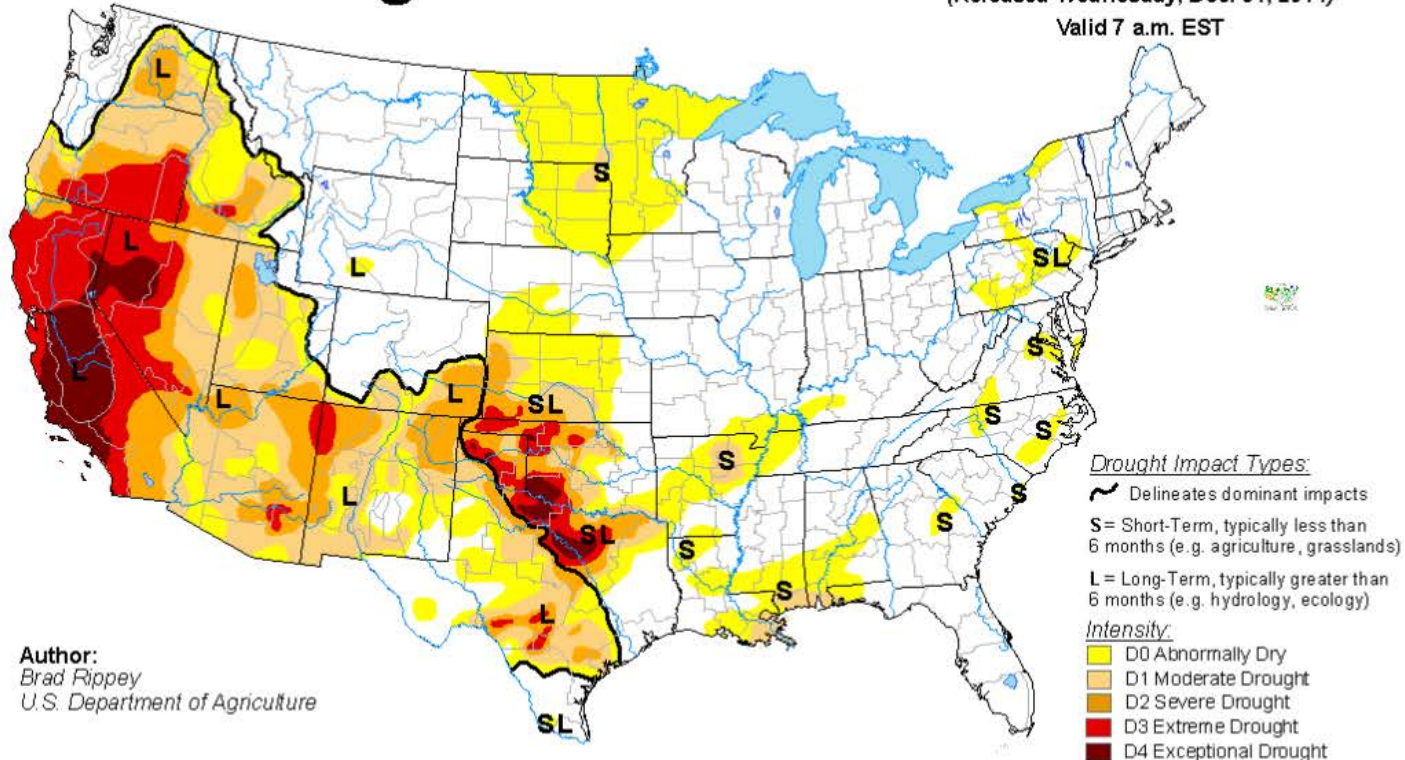 Valid 7 a.m. EST
L
S
L
L
S L
L
S
L
L
L
SL
S
S
S
S
L
SL
S
S
S
L
SL
Drought Impact Types:
Delineates dominant impacts
S = Short-Term, typically less than
6 months (e.g. agriculture, grasslands)
L = Long-Term, typically greater than
6 months (e.g. hydrology, ecology)
Intensity:
D0 Abnormally Dry
D1 Moderate Drought
D2 Severe Drought
D3 Extreme Drought
D4 Exceptional Drought
Author:
Brad Rippey
U.S. Department of Agriculture